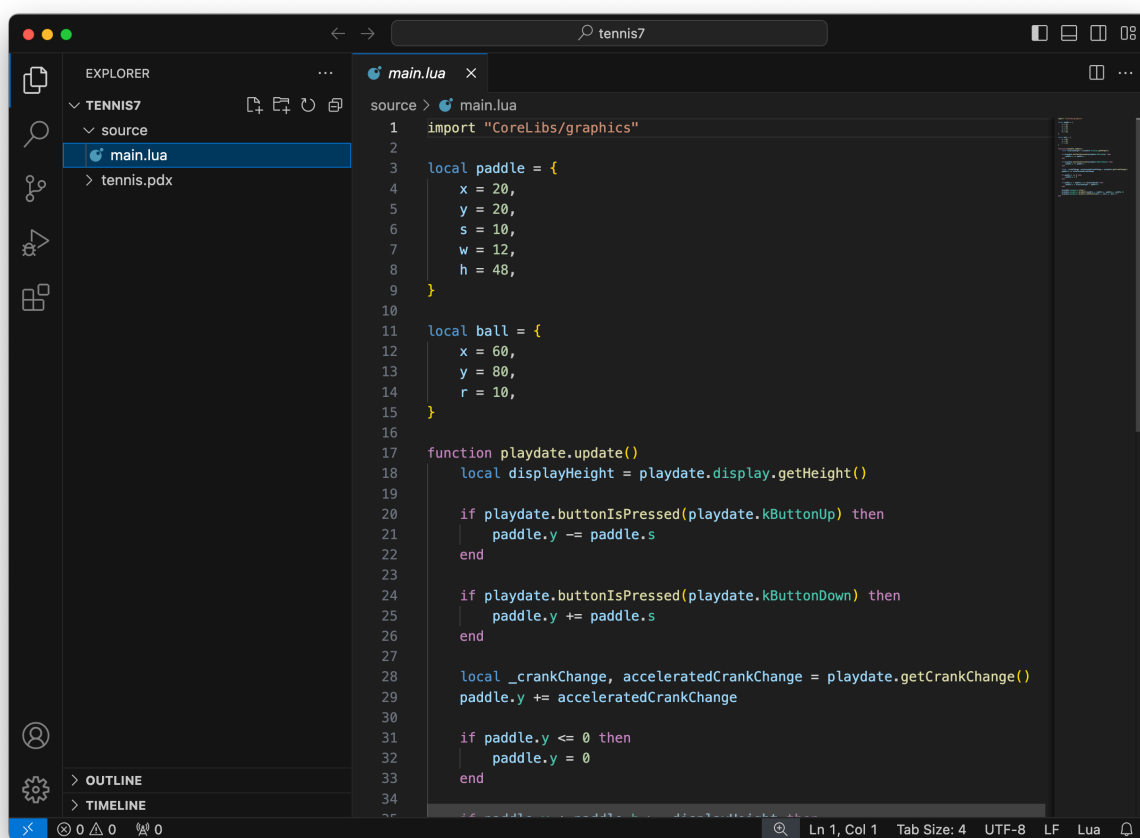 tennis7
EXPLORER
TENNIS7
source
main.lua
tennis.pdx
OUTLINE
TIMELINE
main.lua
source > main.lua
1 import "CoreLibs/graphics"
2
3 local paddle = {
4 x = 20,
5 y = 20,
6 s = 10,
7 w = 12,
8 h = 48,
9 }
10
11 local ball = {
12 x = 60,
13 y = 80,
14 r = 10,
15 }
16
17 function playdate.update()
18 local displayHeight = playdate.display.getHeight()
19
20 if playdate.buttonIsPressed(playdate.kButtonUp) then
21 paddle.y -= paddle.s
22 end
23
24 if playdate.buttonIsPressed(playdate.kButtonDown) then
25 paddle.y += paddle.s
26 end
27
28 local _crankChange, acceleratedCrankChange = playdate.getCrankChange()
29 paddle.y += acceleratedCrankChange
30
31 if paddle.y <= 0 then
32 paddle.y = 0
33 end
34
0 0 0 Ln 1, Col 1 Tab Size: 4 UTF-8 LF Lua